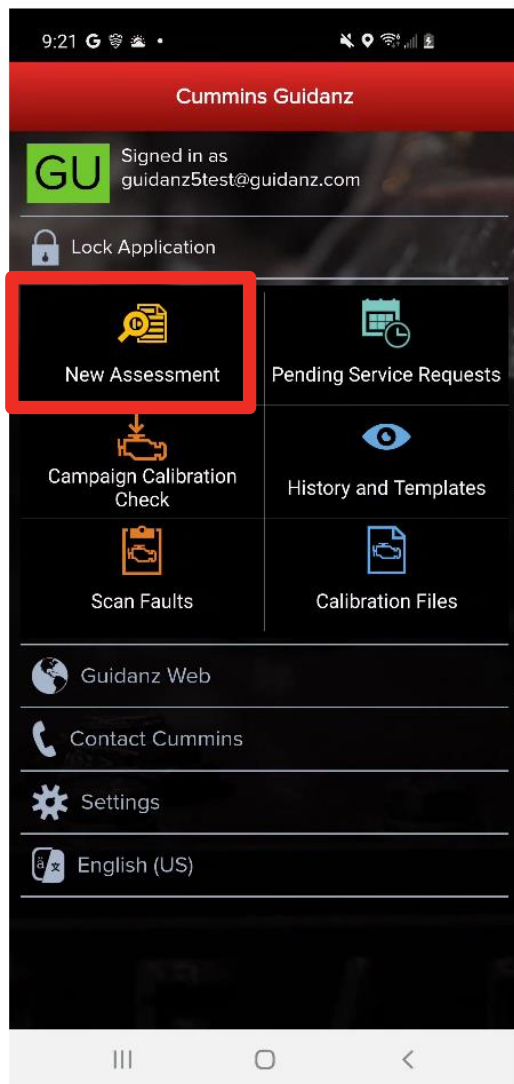 9:21 G
Cummins Guidanz
GU
Signed in as
guidanz5test@guidanz.com
Lock Application
New Assessment
Pending Service Requests
Campaign Calibration
Check
History and Templates
Scan Faults
Calibration Files
Guidanz Web
Contact Cummins
Settings
ä 文
English (US)